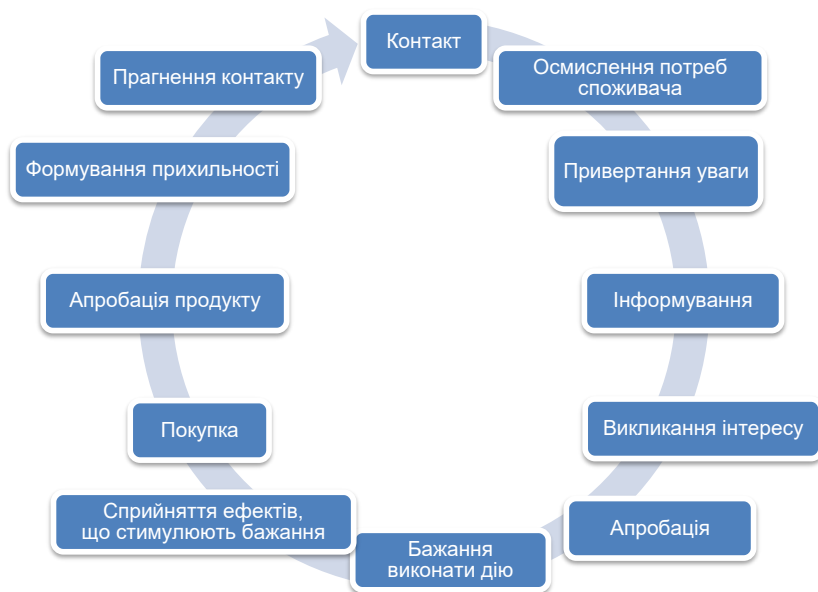 Контакт
Осмислення потреб
споживача
Привертання уваги
Інформування
Викликання інтересу
Апробація
Бажання
виконати дію
Сприйняття ефектів,
що стимулюють бажання
Покупка
Апробація продукту
Формування прихильності
Прагнення контакту